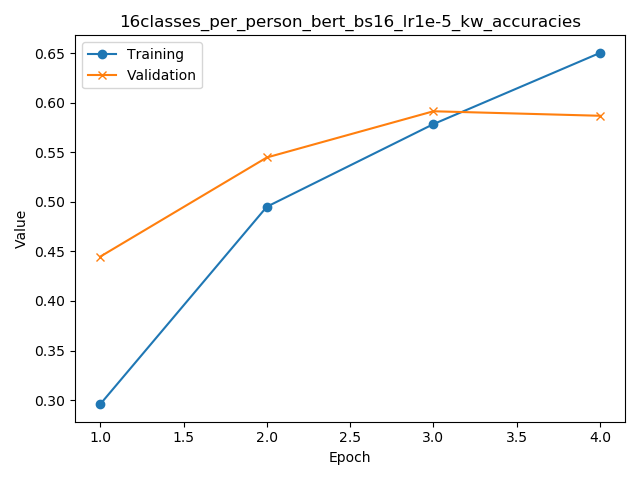 16classes_per_person_bert_bs16_lr1e-5_kw_accuracies
Training
Validation
0.65
0.60
0.55
0.50
0.45
0.40
0.35
0.30
Value
1.0 1.5 2.0 2.5 3.0 3.5 4.0
Epoch